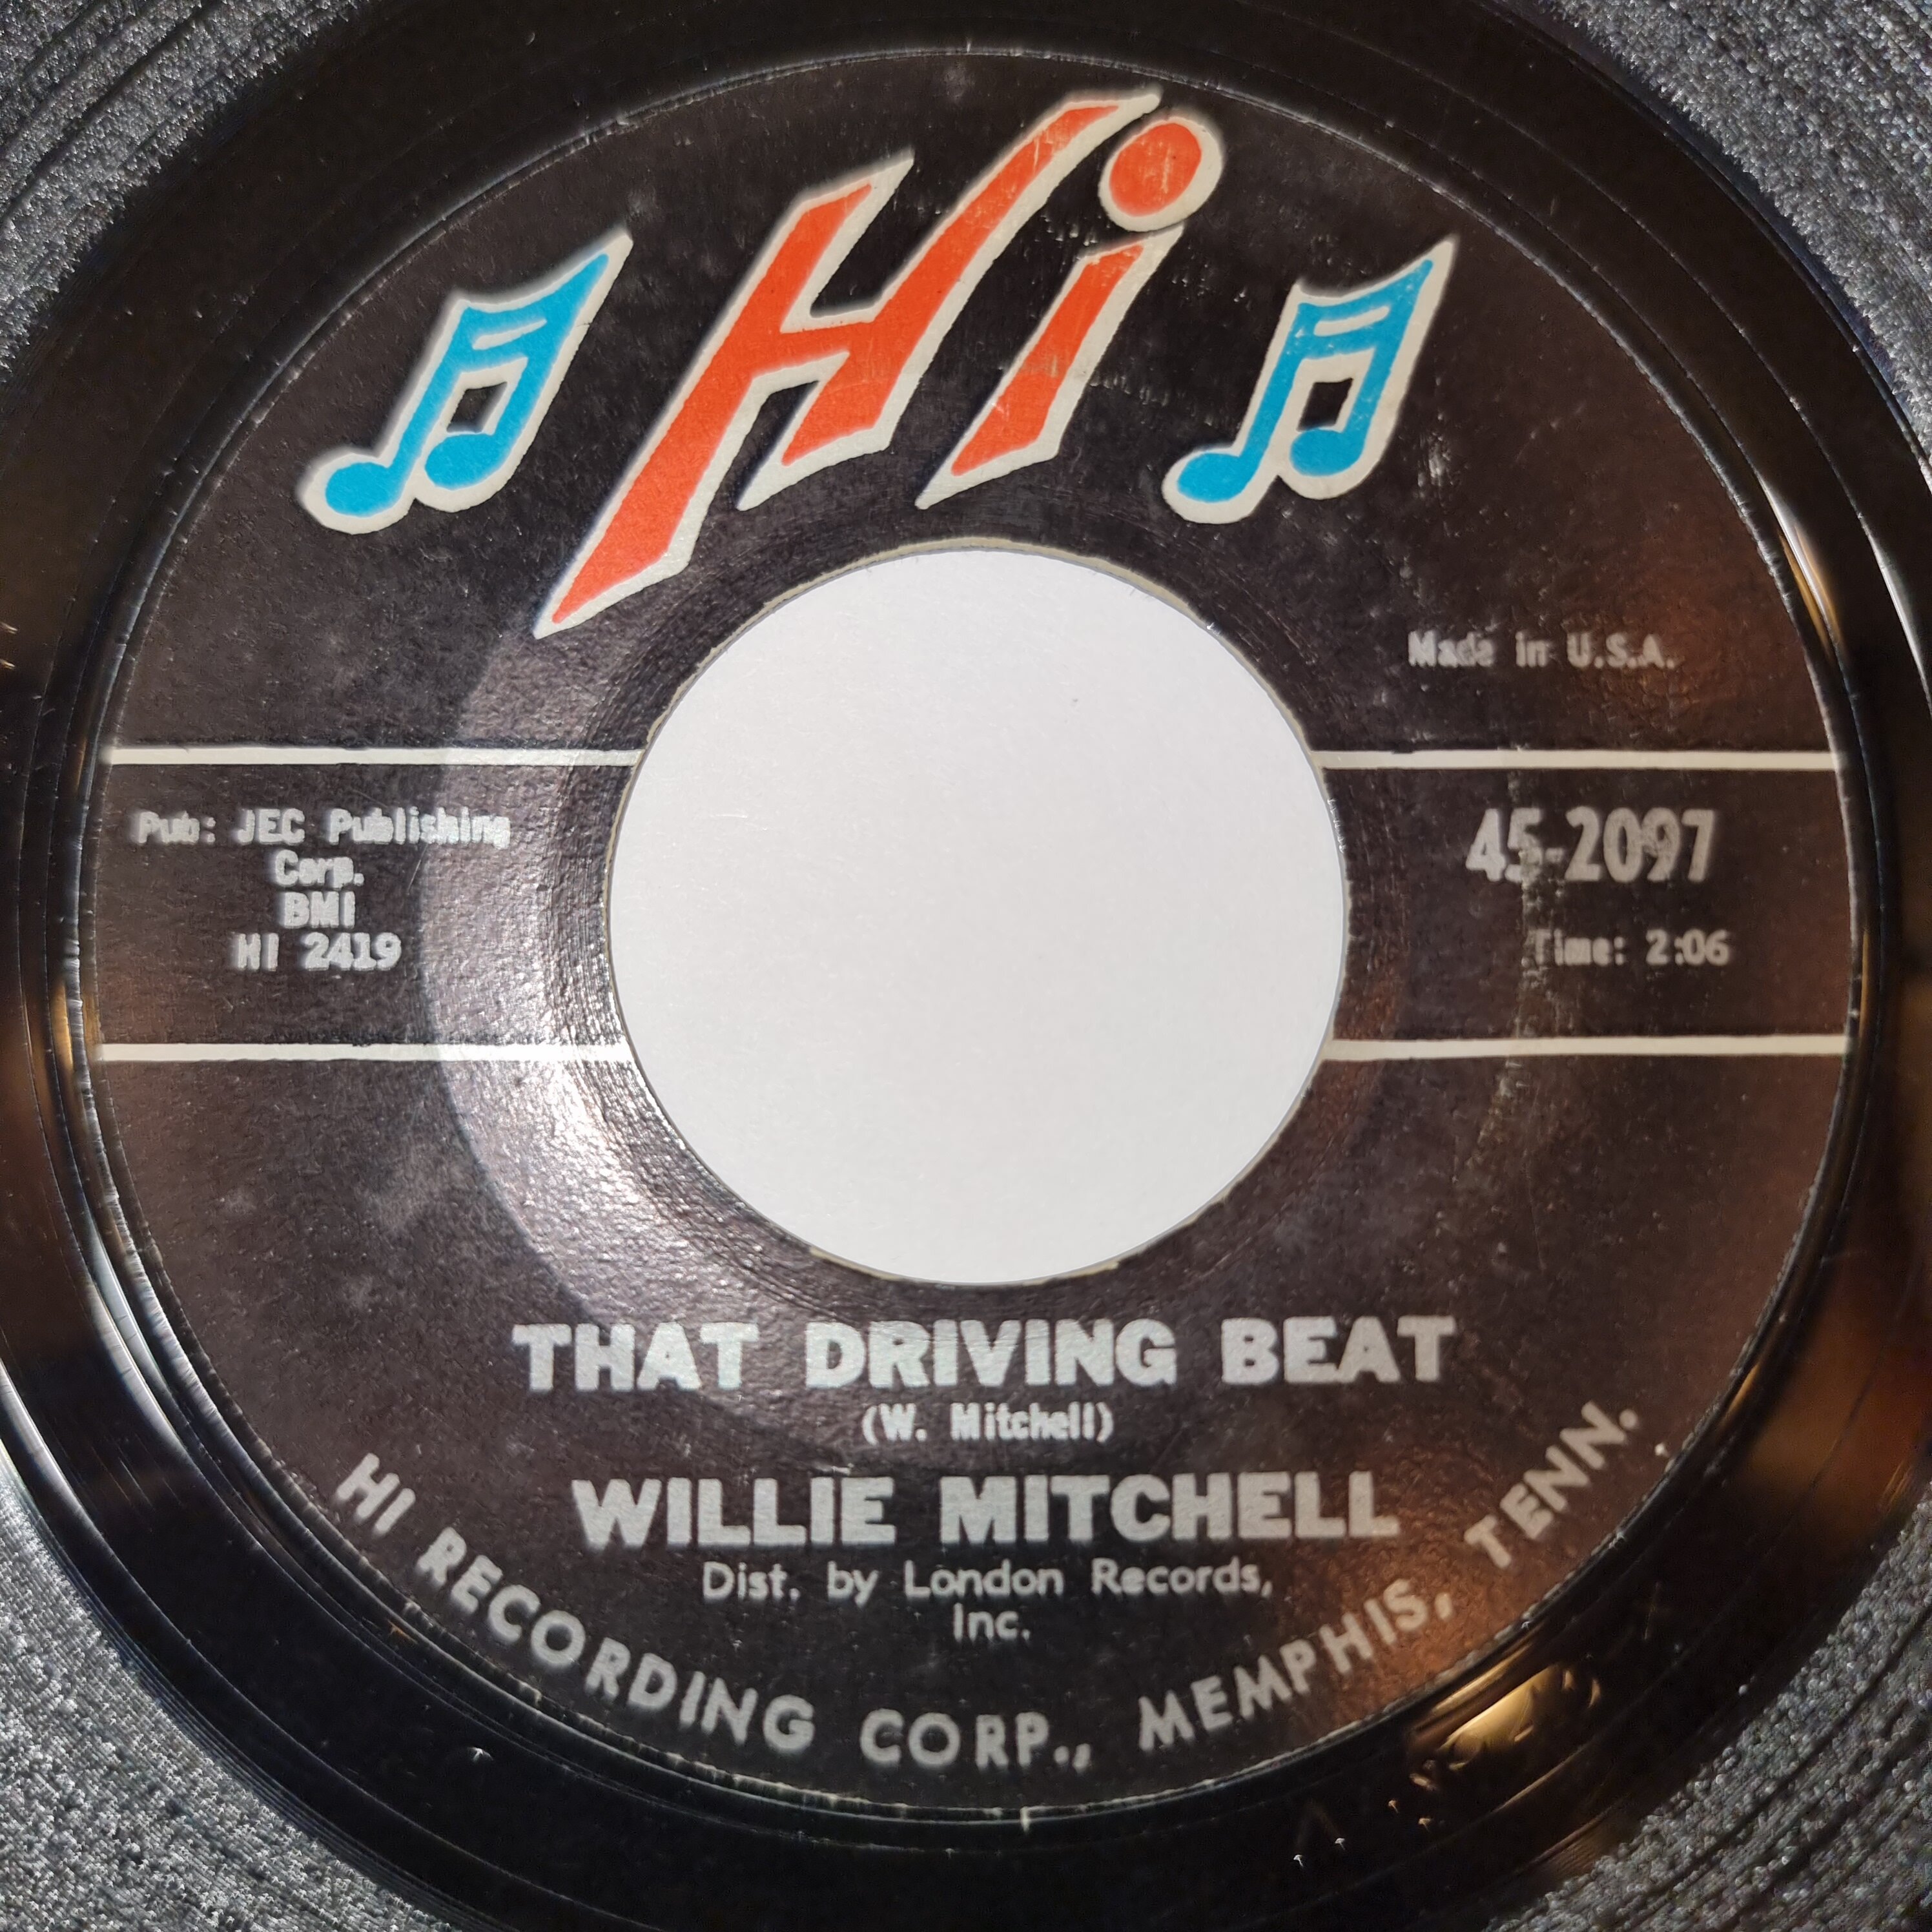 Hi
Made in U.S.A.
Pub: JEC Publishing
Corp.
BMI
HI 2419
45-2097
Time: 2:06
THAT DRIVING BEAT
(W. Mitchell)
WILLIE MITCHELL
Dist. by London Records,
Inc.
HI RECORDING CORP., MEMPHIS, TENN.